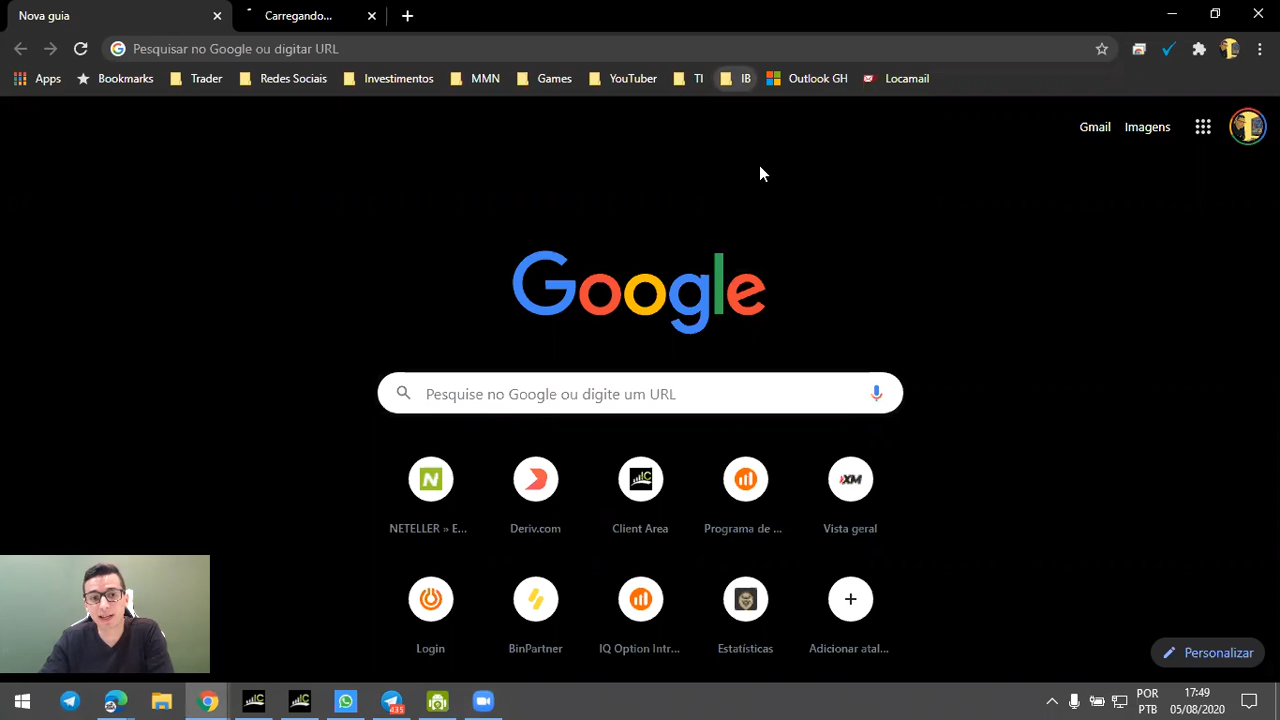 Nova guia
Carregando...
Pesquisar no Google ou digitar URL
Apps
Bookmarks
Trader
Redes Sociais
Investimentos
MMN
Games
YouTuber
TI
IB
Outlook GH
Locamail
Gmail
Imagens
Google
Pesquise no Google ou digite um URL
N
XM
NETELLER » E...
Deriv.com
Client Area
Programa de ...
Vista geral
Login
BinPartner
IQ Option Intr...
Estatísticas
Adicionar atal...
Personalizar
435
POR
PTB
17:49
05/08/2020